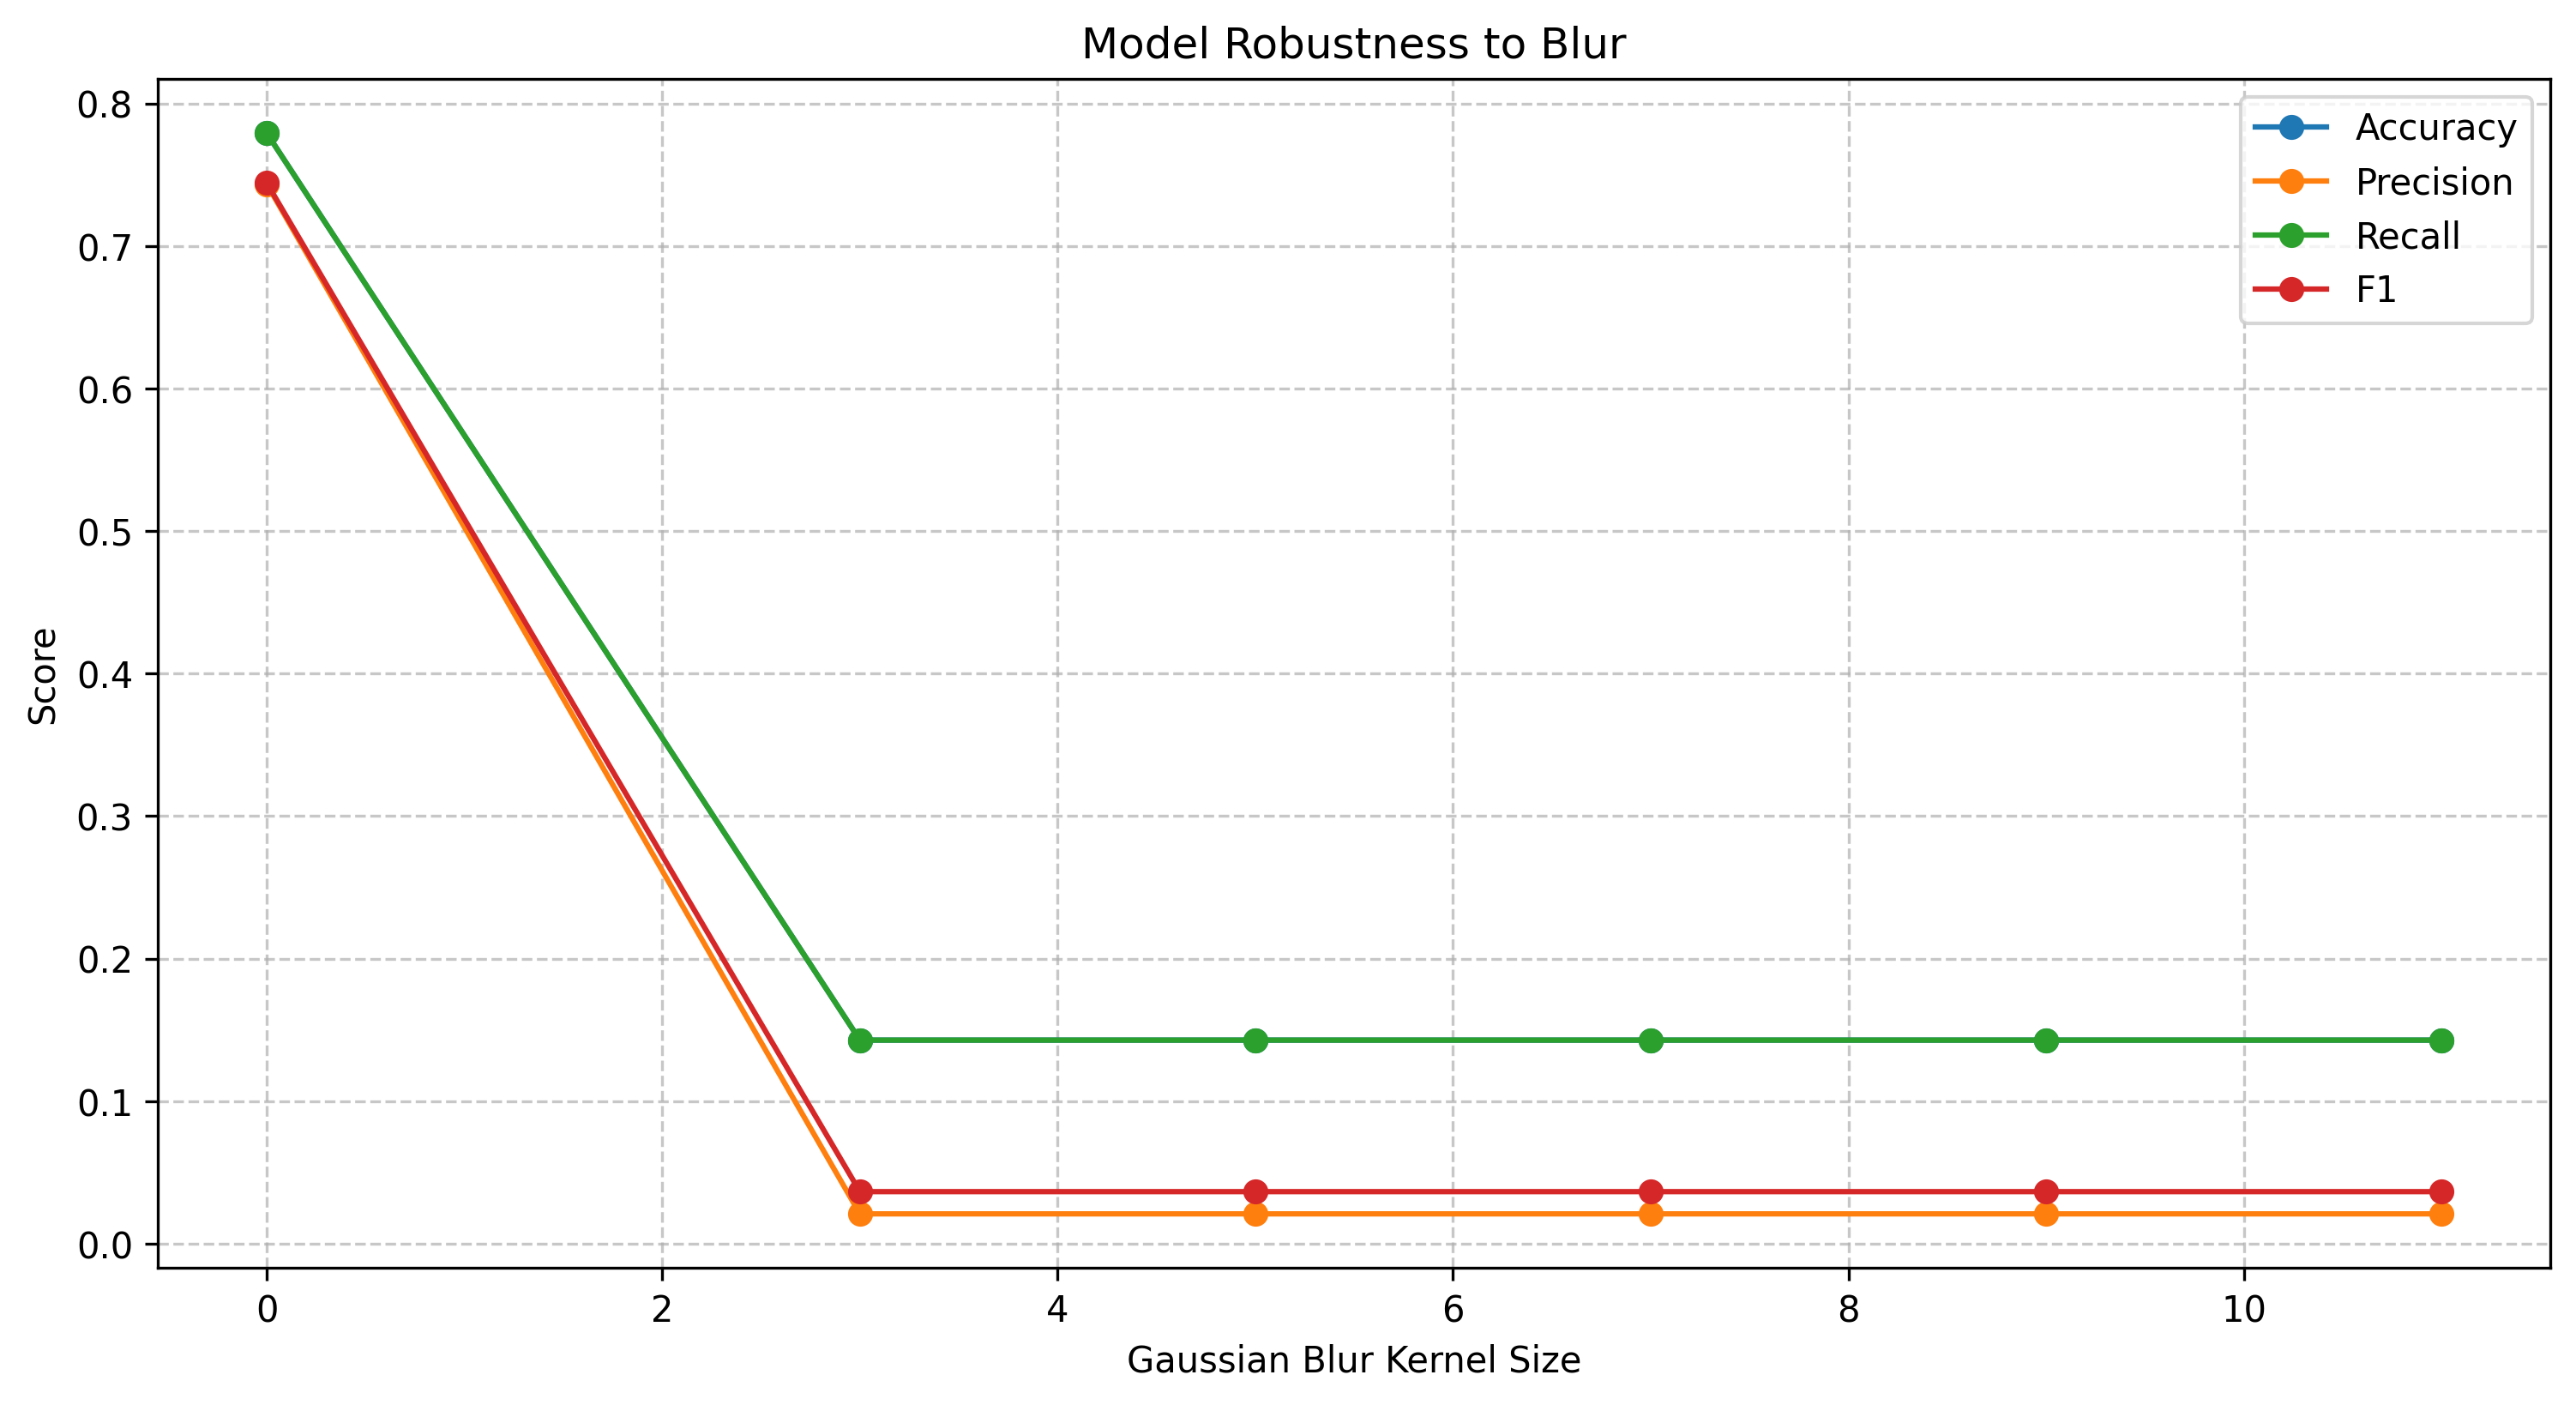 Model Robustness to Blur
0.8
0.7
0.6
0.5
0.4
0.3
0.2
0.1
0.0
Score
Accuracy
Precision
Recall
F1
0 2 4 6 8 10
Gaussian Blur Kernel Size